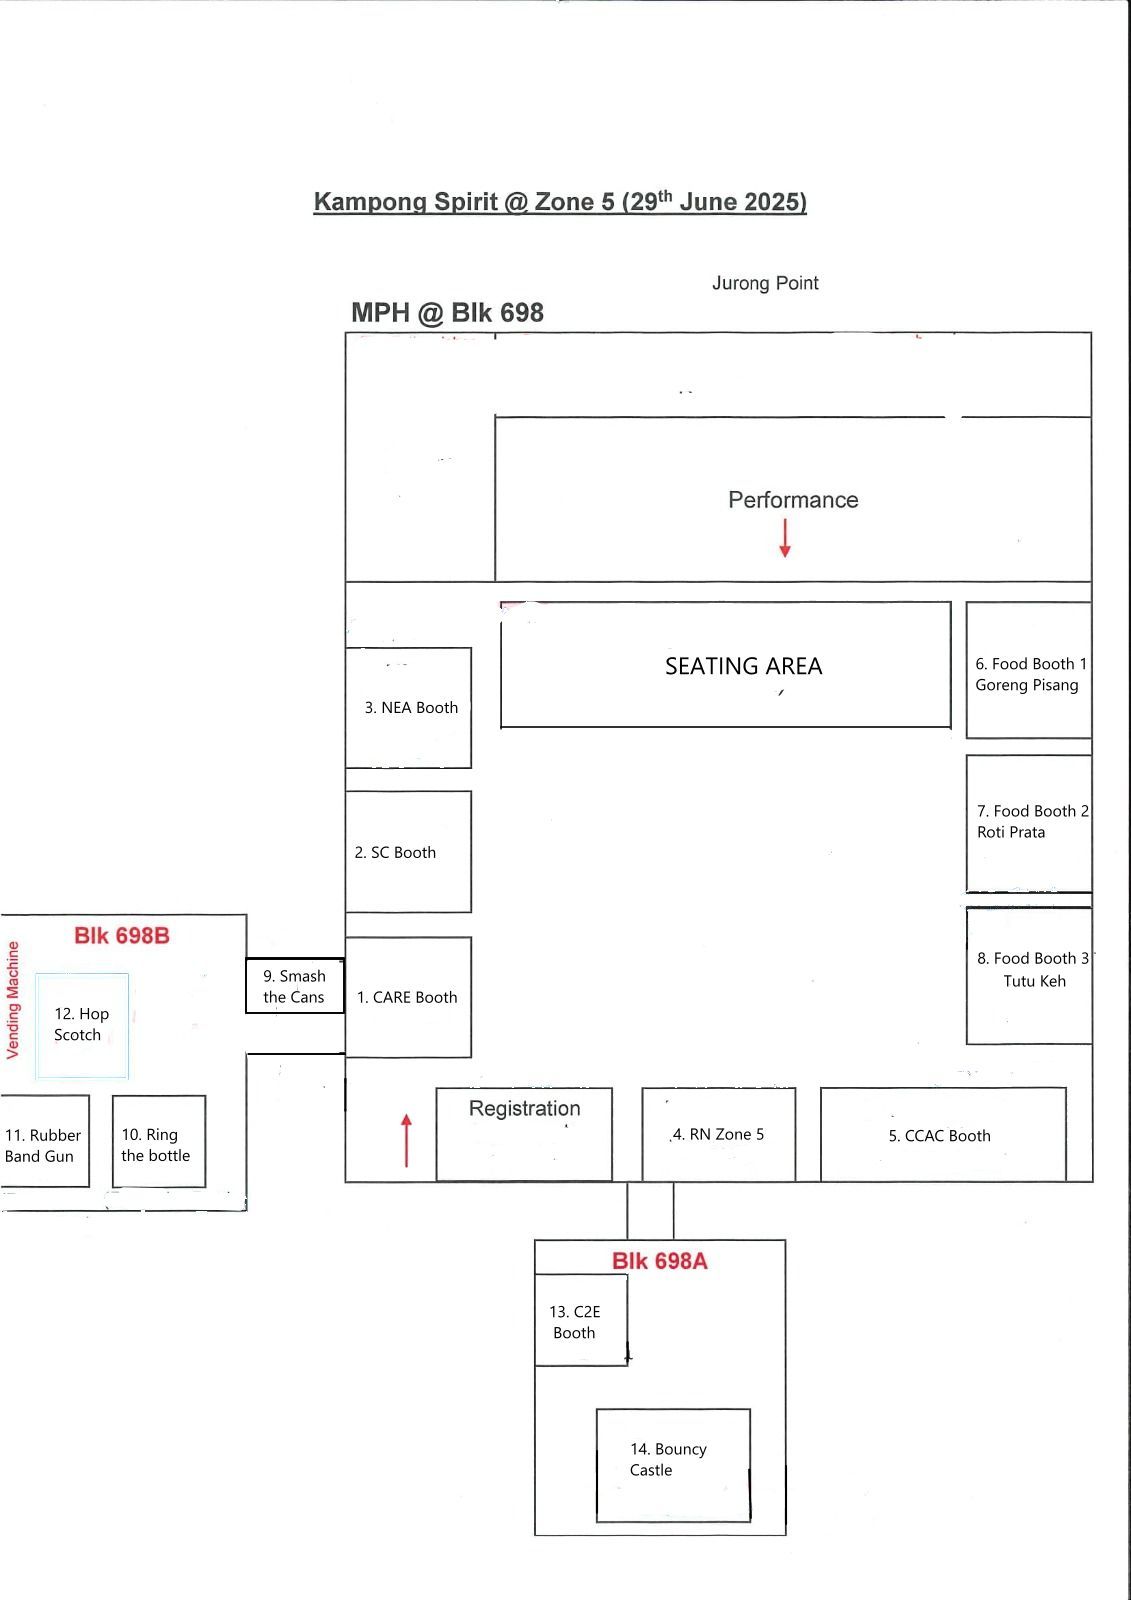 Kampong Spirit @ Zone 5 (29th June 2025)
Jurong Point
MPH @ Blk 698
Performance
SEATING AREA
6. Food Booth 1
Goreng Pisang
3. NEA Booth
7. Food Booth 2
Roti Prata
2. SC Booth
Blk 698B
Vending Machine
9. Smash
the Cans
1. CARE Booth
8. Food Booth 3
Tutu Keh
12. Hop
Scotch
Registration
4. RN Zone 5
5. CCAC Booth
11. Rubber
Band Gun
10. Ring
the bottle
Blk 698A
13. C2E
Booth
14. Bouncy
Castle